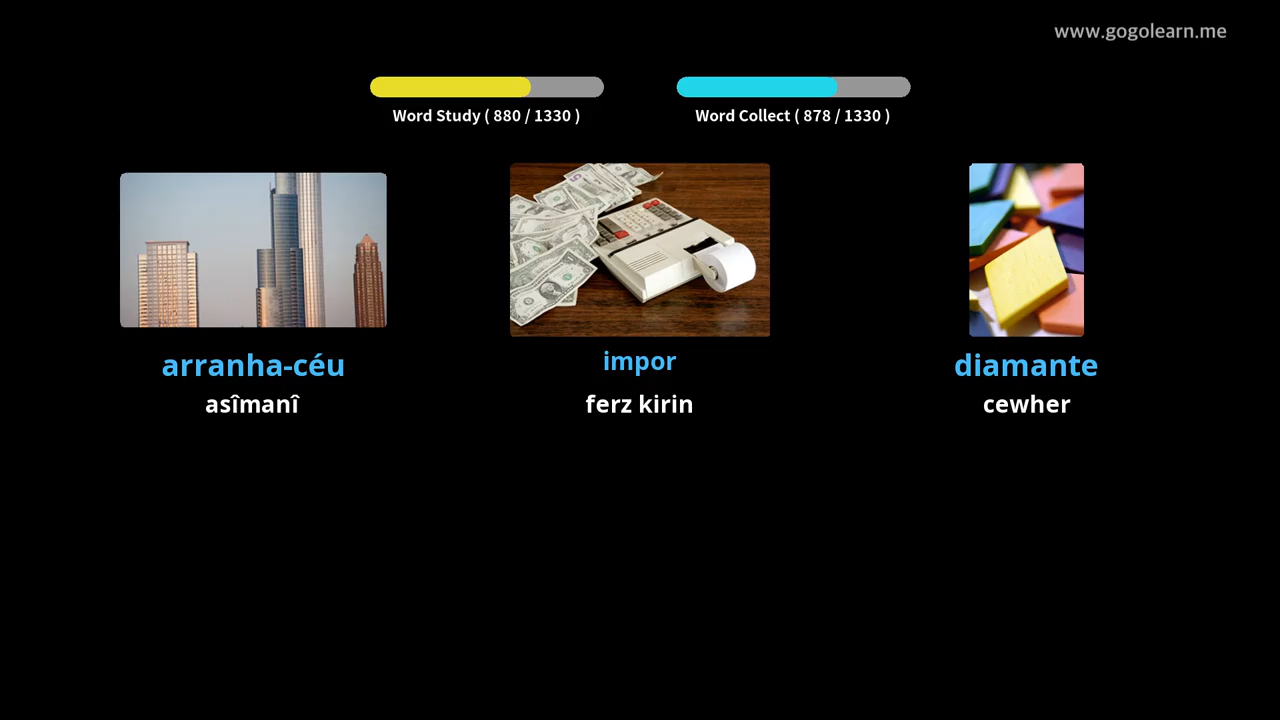 www.gogolearn.me
Word Study ( 880 / 1330 )
Word Collect ( 878 / 1330 )
arranha-céu
impor
diamante
asîmanî
ferz kirin
cewher